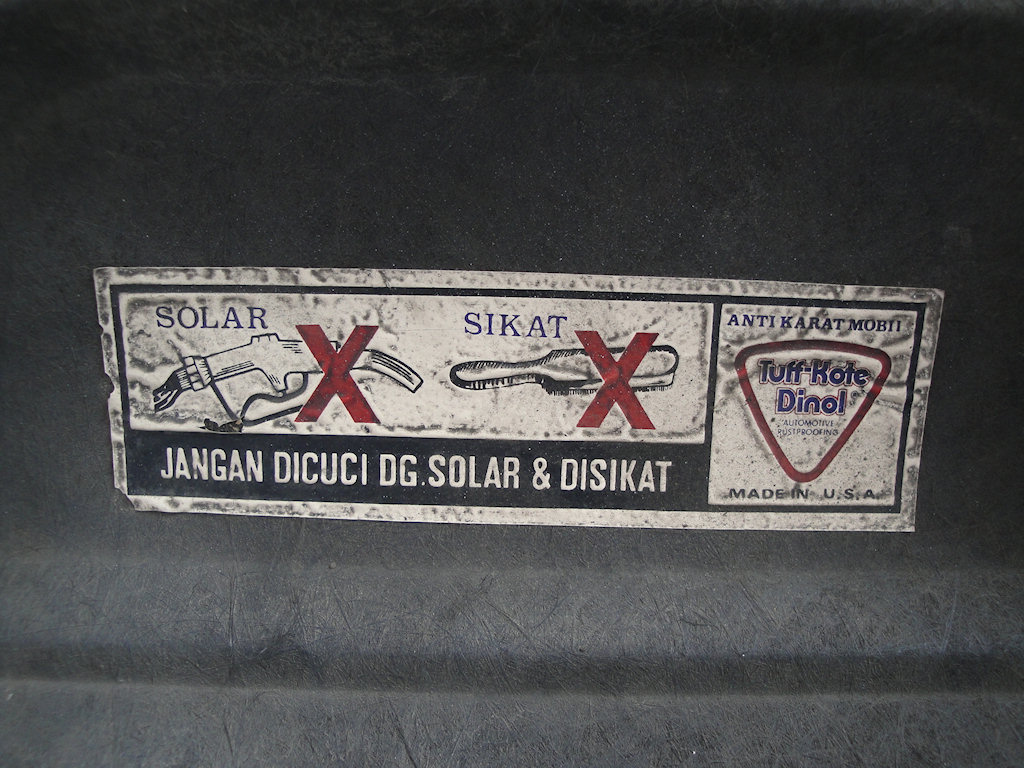 SOLAR
SIKAT
JANGAN DICUCI DG.SOLAR & DISIKAT
ANTI KARAT MOBIL
Tuff-Kote
Dinol
AUTOMOTIVE
RUSTPROOFING
MADE IN U.S.A.